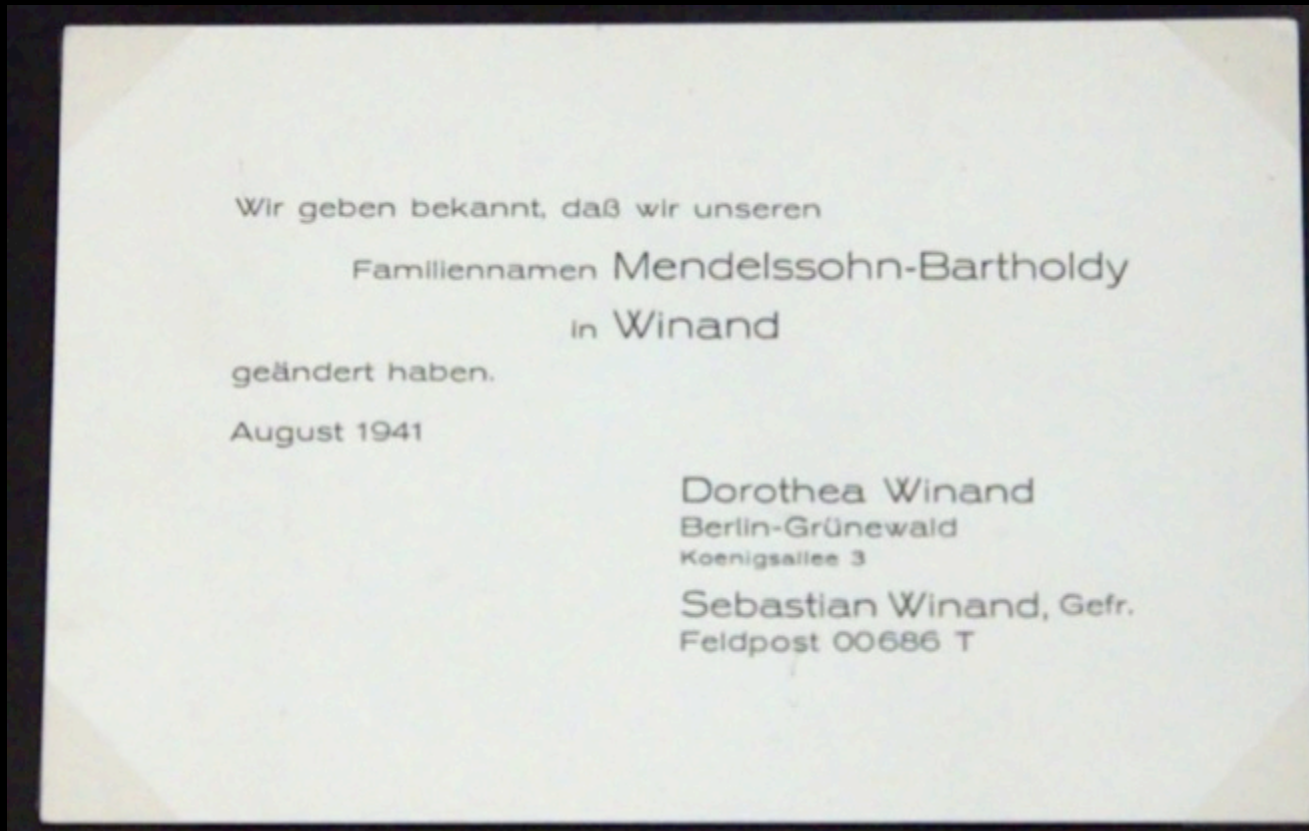 Wir geben bekannt, daß wir unseren
Familiennamen Mendelssohn-Bartholdy
in Winand
geändert haben.
August 1941
Dorothea Winand
Berlin-Grünewald
Koenigsallee 3
Sebastian Winand, Gefr.
Feldpost 00686 T